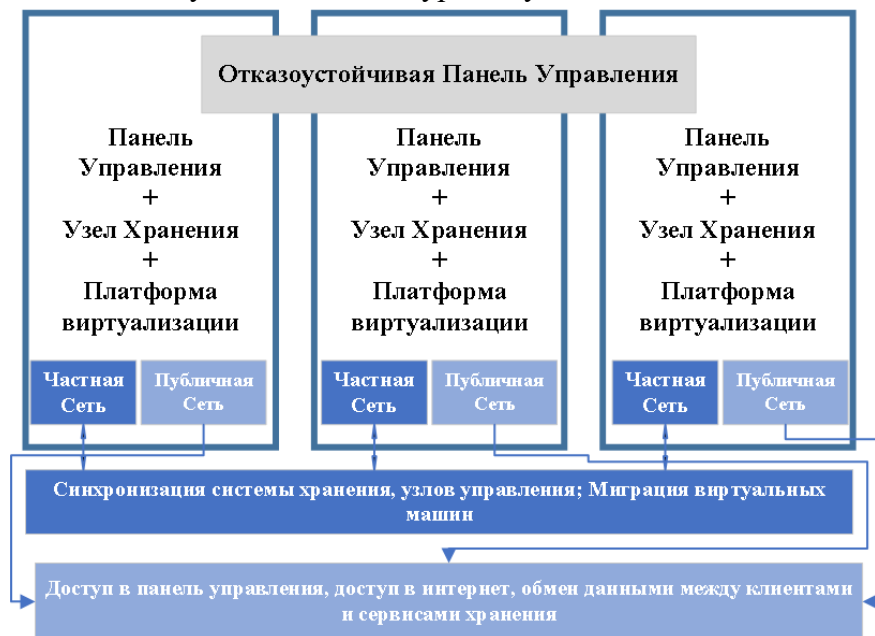 Отказоустойчивая Панель Управления
Панель
Управления
+
Узел Хранения
+
Платформа
виртуализации
Частная
Сеть
Публичная
Сеть
Панель
Управления
+
Узел Хранения
+
Платформа
виртуализации
Частная
Сеть
Публичная
Сеть
Панель
Управления
+
Узел Хранения
+
Платформа
виртуализации
Частная
Сеть
Публичная
Сеть
Синхронизация системы хранения, узлов управления; Миграция виртуальных
машин
Доступ в панель управления, доступ в интернет, обмен данными между клиентами
и сервисами хранения